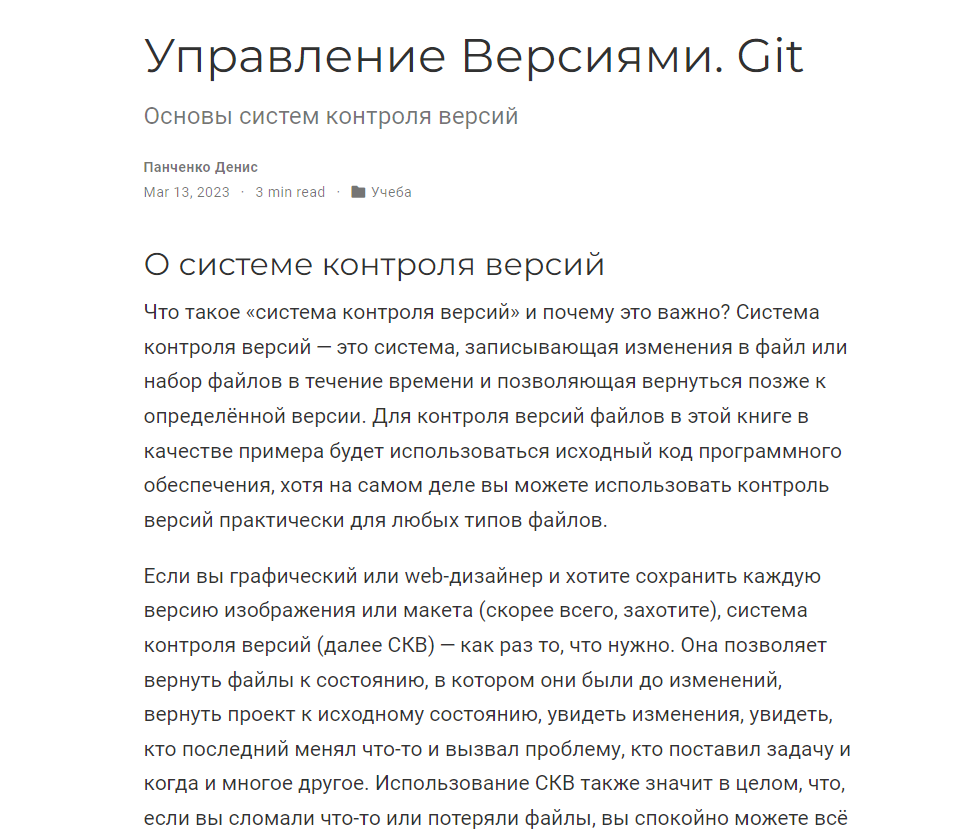 Управление Версиями. Git
Основы систем контроля версий
Панченко Денис
Mar 13, 2023 · 3 min read · Учеба
О системе контроля версий
Что такое «система контроля версий» и почему это важно? Система
контроля версий — это система, записывающая изменения в файл или
набор файлов в течение времени и позволяющая вернуться позже к
определённой версии. Для контроля версий файлов в этой книге в
качестве примера будет использоваться исходный код программного
обеспечения, хотя на самом деле вы можете использовать контроль
версий практически для любых типов файлов.
Если вы графический или web-дизайнер и хотите сохранить каждую
версию изображения или макета (скорее всего, захотите), система
контроля версий (далее СКВ) — как раз то, что нужно. Она позволяет
вернуть файлы к состоянию, в котором они были до изменений,
вернуть проект к исходному состоянию, увидеть изменения, увидеть,
кто последний менял что-то и вызвал проблему, кто поставил задачу и
когда и многое другое. Использование СКВ также значит в целом, что,
если вы сломали что-то или потеряли файлы, вы спокойно можете всё